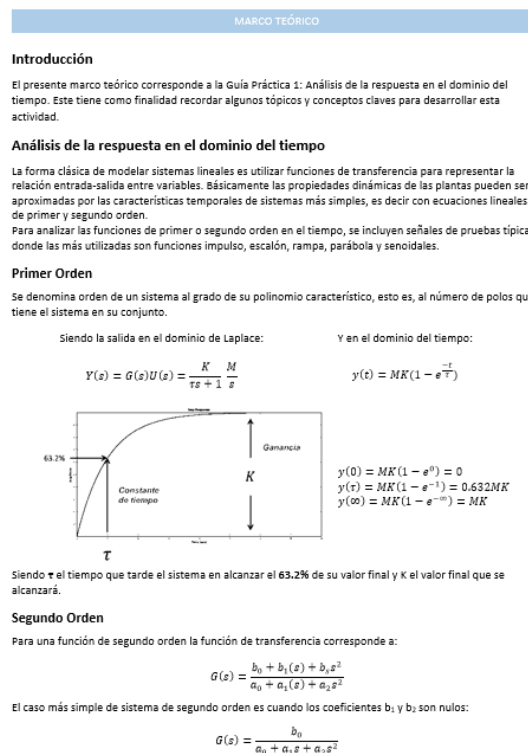 MARCO TEÓRICO
Introducción
El presente marco teórico corresponde a la Guía Práctica 1: Análisis de la respuesta en el dominio del
tiempo. Este tiene como finalidad recordar algunos tópicos y conceptos claves para desarrollar esta
actividad.
Análisis de la respuesta en el dominio del tiempo
La forma clásica de modelar sistemas lineales es utilizar funciones de transferencia para representar la
relación entrada-salida entre variables. Básicamente las propiedades dinámicas de las plantas pueden ser
aproximadas por las características temporales de sistemas más simples, es decir con ecuaciones lineales
de primer y segundo orden.
Para analizar las funciones de primer o segundo orden en el tiempo, se incluyen señales de pruebas típica
donde las más utilizadas son funciones impulso, escalón, rampa, parábola y senoidales.
Primer Orden
Se denomina orden de un sistema al grado de su polinomio característico, esto es, al número de polos qu
tiene el sistema en su conjunto.
Siendo la salida en el dominio de Laplace: Y en el dominio del tiempo:
Y(s) = G(s)U(s) = K/(τs + 1) M/s y(t) = MK(1 − e^(−t/τ))
63.2%
Ganancia
K
Constante
de tiempo
τ
y(0) = MK(1 − e⁰) = 0
y(τ) = MK(1 − e⁻¹) = 0.632MK
y(∞) = MK(1 − e^(−∞)) = MK
Siendo τ el tiempo que tarde el sistema en alcanzar el 63.2% de su valor final y K el valor final que se
alcanzará.
Segundo Orden
Para una función de segundo orden la función de transferencia corresponde a:
G(s) = (b₀ + b₁(s) + bₛs²)/(a₀ + a₁(s) + a₂s²)
El caso más simple de sistema de segundo orden es cuando los coeficientes b₁ y b₂ son nulos:
G(s) = b₀/(a₀ + a₁s + a₂s²)